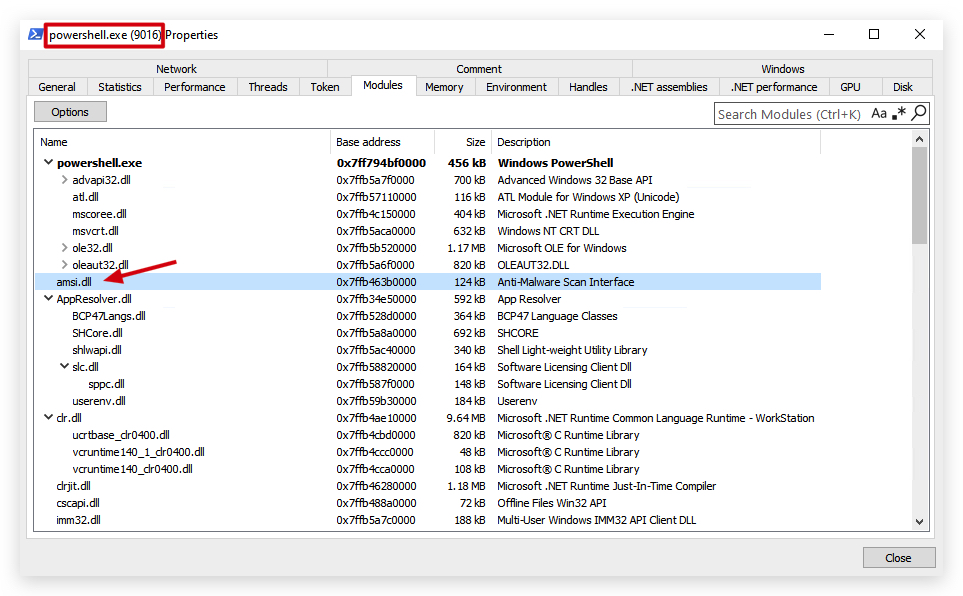 powershell.exe (9016) Properties
Network Comment Windows
General Statistics Performance Threads Token Modules Memory Environment Handles .NET assemblies .NET performance GPU Disk
Options Search Modules (Ctrl+K) Aa .*
Name Base address Size Description
powershell.exe 0x7ff794bf0000 456 kB Windows PowerShell
advapi32.dll 0x7ffb5a7f0000 700 kB Advanced Windows 32 Base API
atl.dll 0x7ffb57110000 116 kB ATL Module for Windows XP (Unicode)
mscoree.dll 0x7ffb4c150000 404 kB Microsoft .NET Runtime Execution Engine
msvcrt.dll 0x7ffb5aca0000 632 kB Windows NT CRT DLL
ole32.dll 0x7ffb5b520000 1.17 MB Microsoft OLE for Windows
oleaut32.dll 0x7ffb5a6f0000 820 kB OLEAUT32.DLL
amsi.dll 0x7ffb463b0000 124 kB Anti-Malware Scan Interface
AppResolver.dll 0x7ffb34e50000 592 kB App Resolver
BCP47Langs.dll 0x7ffb528d0000 364 kB BCP47 Language Classes
SHCore.dll 0x7ffb5a8a0000 692 kB SHCORE
shlwapi.dll 0x7ffb5ac40000 340 kB Shell Light-weight Utility Library
slc.dll 0x7ffb58820000 164 kB Software Licensing Client Dll
sppc.dll 0x7ffb587f0000 148 kB Software Licensing Client Dll
userenv.dll 0x7ffb59b30000 184 kB Userenv
clr.dll 0x7ffb4ae10000 9.64 MB Microsoft .NET Runtime Common Language Runtime - WorkStation
ucrtbase_clr0400.dll 0x7ffb4cbd0000 820 kB Microsoft® C Runtime Library
vcruntime140_1_clr0400.dll 0x7ffb4ccc0000 48 kB Microsoft® C Runtime Library
vcruntime140_clr0400.dll 0x7ffb4cca0000 108 kB Microsoft® C Runtime Library
clrjit.dll 0x7ffb46280000 1.18 MB Microsoft .NET Runtime Just-In-Time Compiler
cscapi.dll 0x7ffb488a0000 72 kB Offline Files Win32 API
imm32.dll 0x7ffb5a7c0000 188 kB Multi-User Windows IMM32 API Client DLL
Close